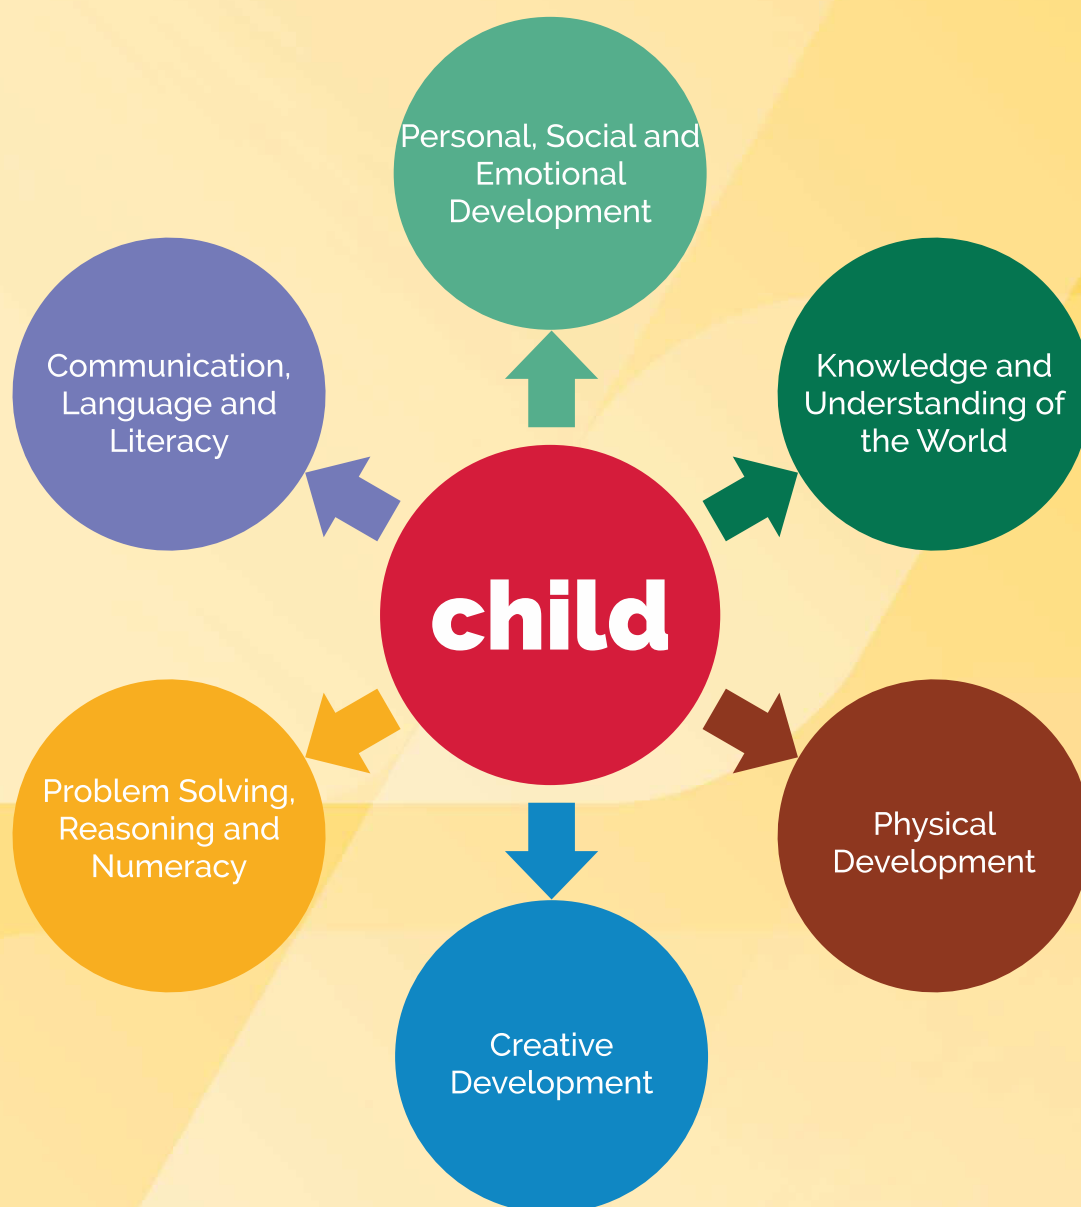 Personal, Social and
Emotional
Development
Communication,
Language and
Literacy
Knowledge and
Understanding of
the World
child
Problem Solving,
Reasoning and
Numeracy
Physical
Development
Creative
Development